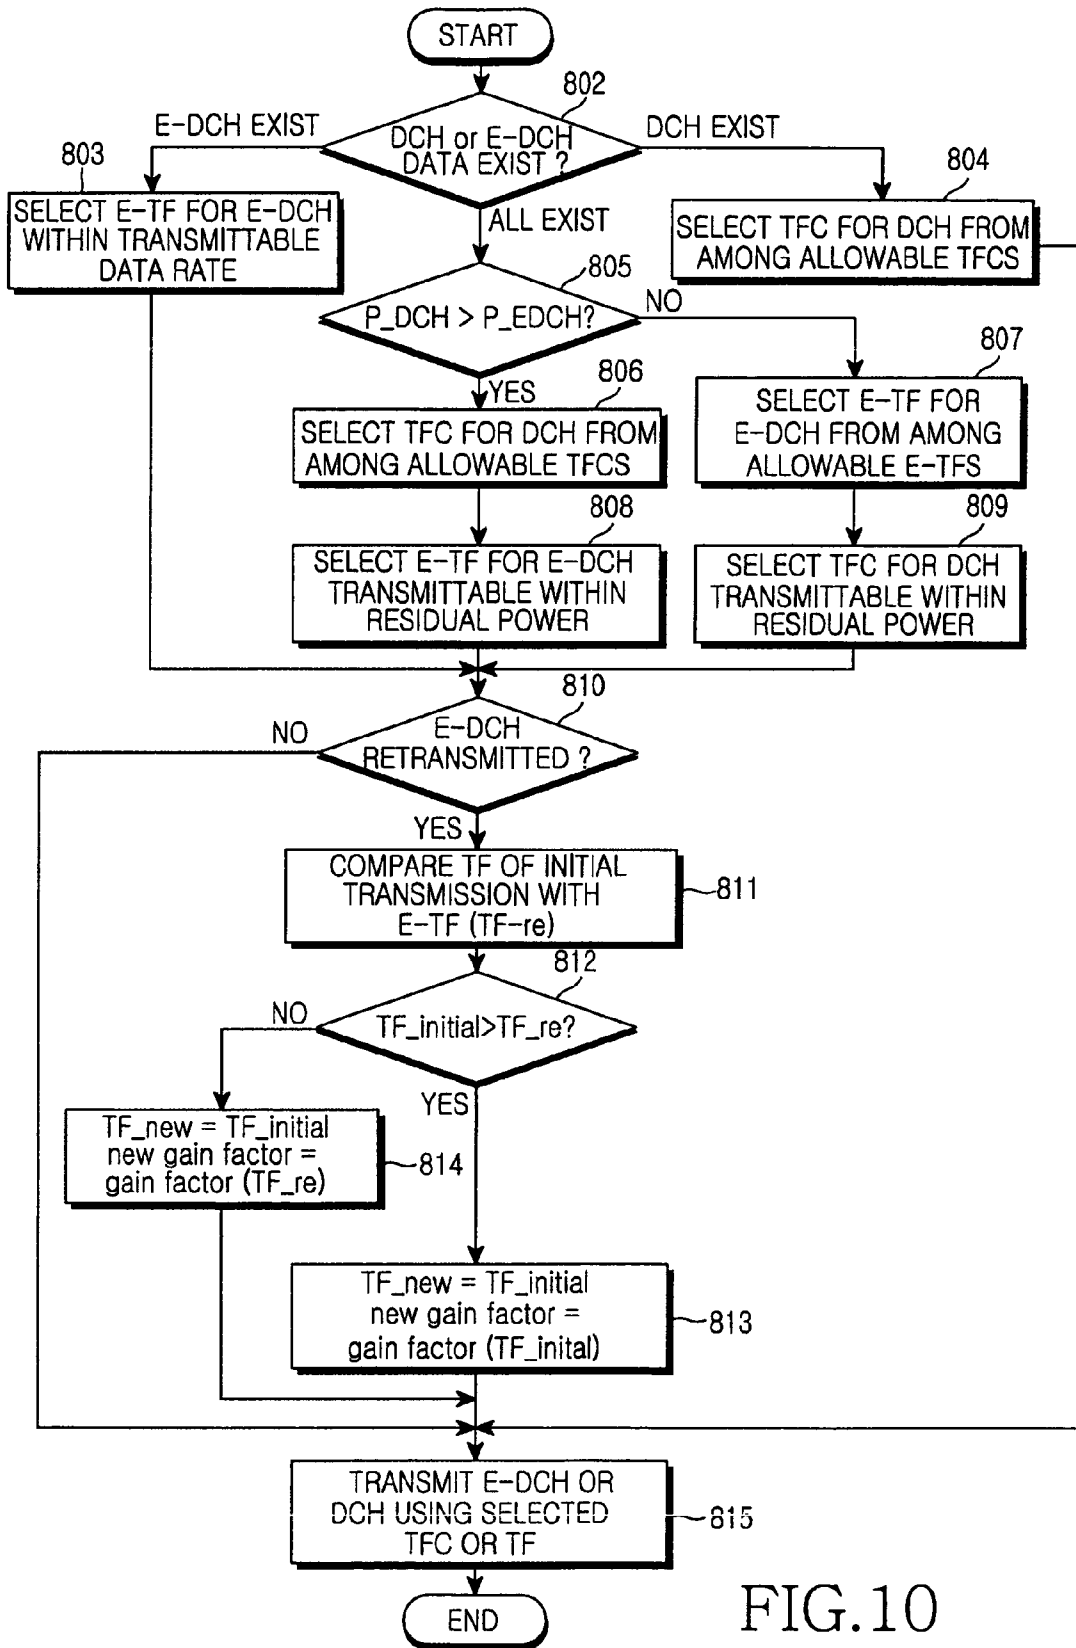 START
802
E-DCH EXIST
DCH or E-DCH
DATA EXIST ?
DCH EXIST
803
SELECT E-TF FOR E-DCH
WITHIN TRANSMITTABLE
DATA RATE
804
SELECT TFC FOR DCH FROM
AMONG ALLOWABLE TFCS
ALL EXIST
805
P_DCH > P_EDCH?
NO
YES
806
SELECT TFC FOR DCH FROM
AMONG ALLOWABLE TFCS
807
SELECT E-TF FOR
E-DCH FROM AMONG
ALLOWABLE E-TFS
808
SELECT E-TF FOR E-DCH
TRANSMITTABLE WITHIN
RESIDUAL POWER
809
SELECT TFC FOR DCH
TRANSMITTABLE WITHIN
RESIDUAL POWER
810
NO
E-DCH
RETRANSMITTED ?
YES
COMPARE TF OF INITIAL
TRANSMISSION WITH
E-TF (TF-re)
811
812
NO
TF_initial>TF_re?
YES
TF_new = TF_initial
new gain factor =
gain factor (TF_re)
814
TF_new = TF_initial
new gain factor =
gain factor (TF_inital)
813
TRANSMIT E-DCH OR
DCH USING SELECTED
TFC OR TF
815
END
FIG.10